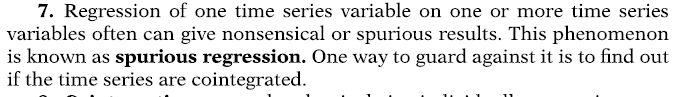 7. Regression of one time series variable on one or more time series
variables often can give nonsensical or spurious results. This phenomenon
is known as spurious regression. One way to guard against it is to find out
if the time series are cointegrated.